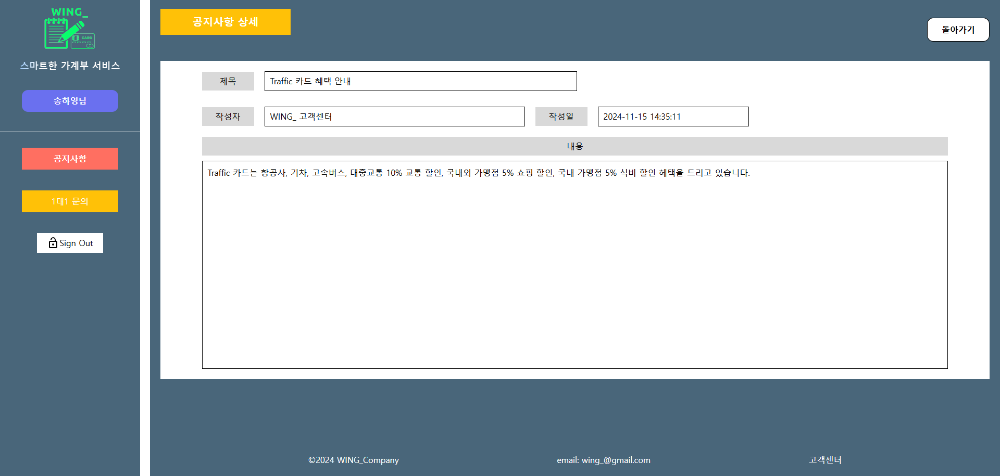 WING_
CARD
스마트한 가계부 서비스
송하영님
공지사항
1대1 문의
Sign Out
공지사항 상세
돌아가기
제목
Traffic 카드 혜택 안내
작성자
WING_ 고객센터
작성일
2024-11-15 14:35:11
내용
Traffic 카드는 항공사, 기차, 고속버스, 대중교통 10% 교통 할인, 국내외 가맹점 5% 쇼핑 할인, 국내 가맹점 5% 식비 할인 혜택을 드리고 있습니다.
©2024 WING_Company
email: wing_@gmail.com
고객센터